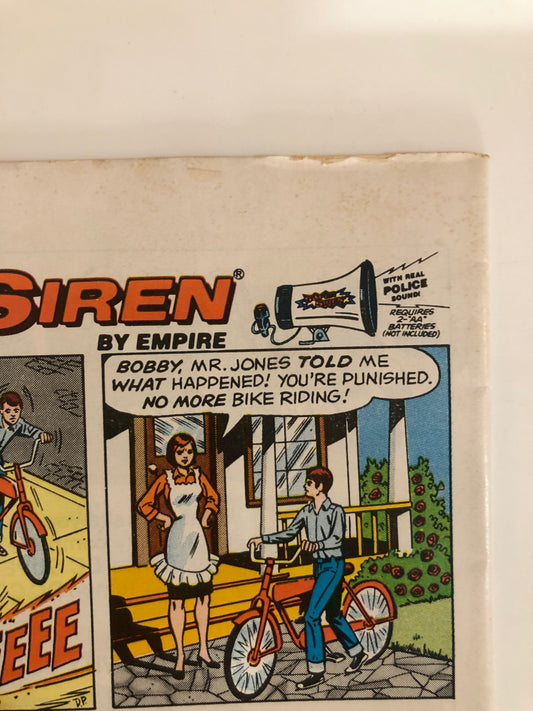 SIREN®
BY EMPIRE
WITH REAL
POLICE
SOUND!
REQUIRES
2-"AA"
BATTERIES
(NOT INCLUDED)
BOBBY, MR. JONES TOLD ME
WHAT HAPPENED! YOU'RE PUNISHED.
NO MORE BIKE RIDING!
EEE
D.P.